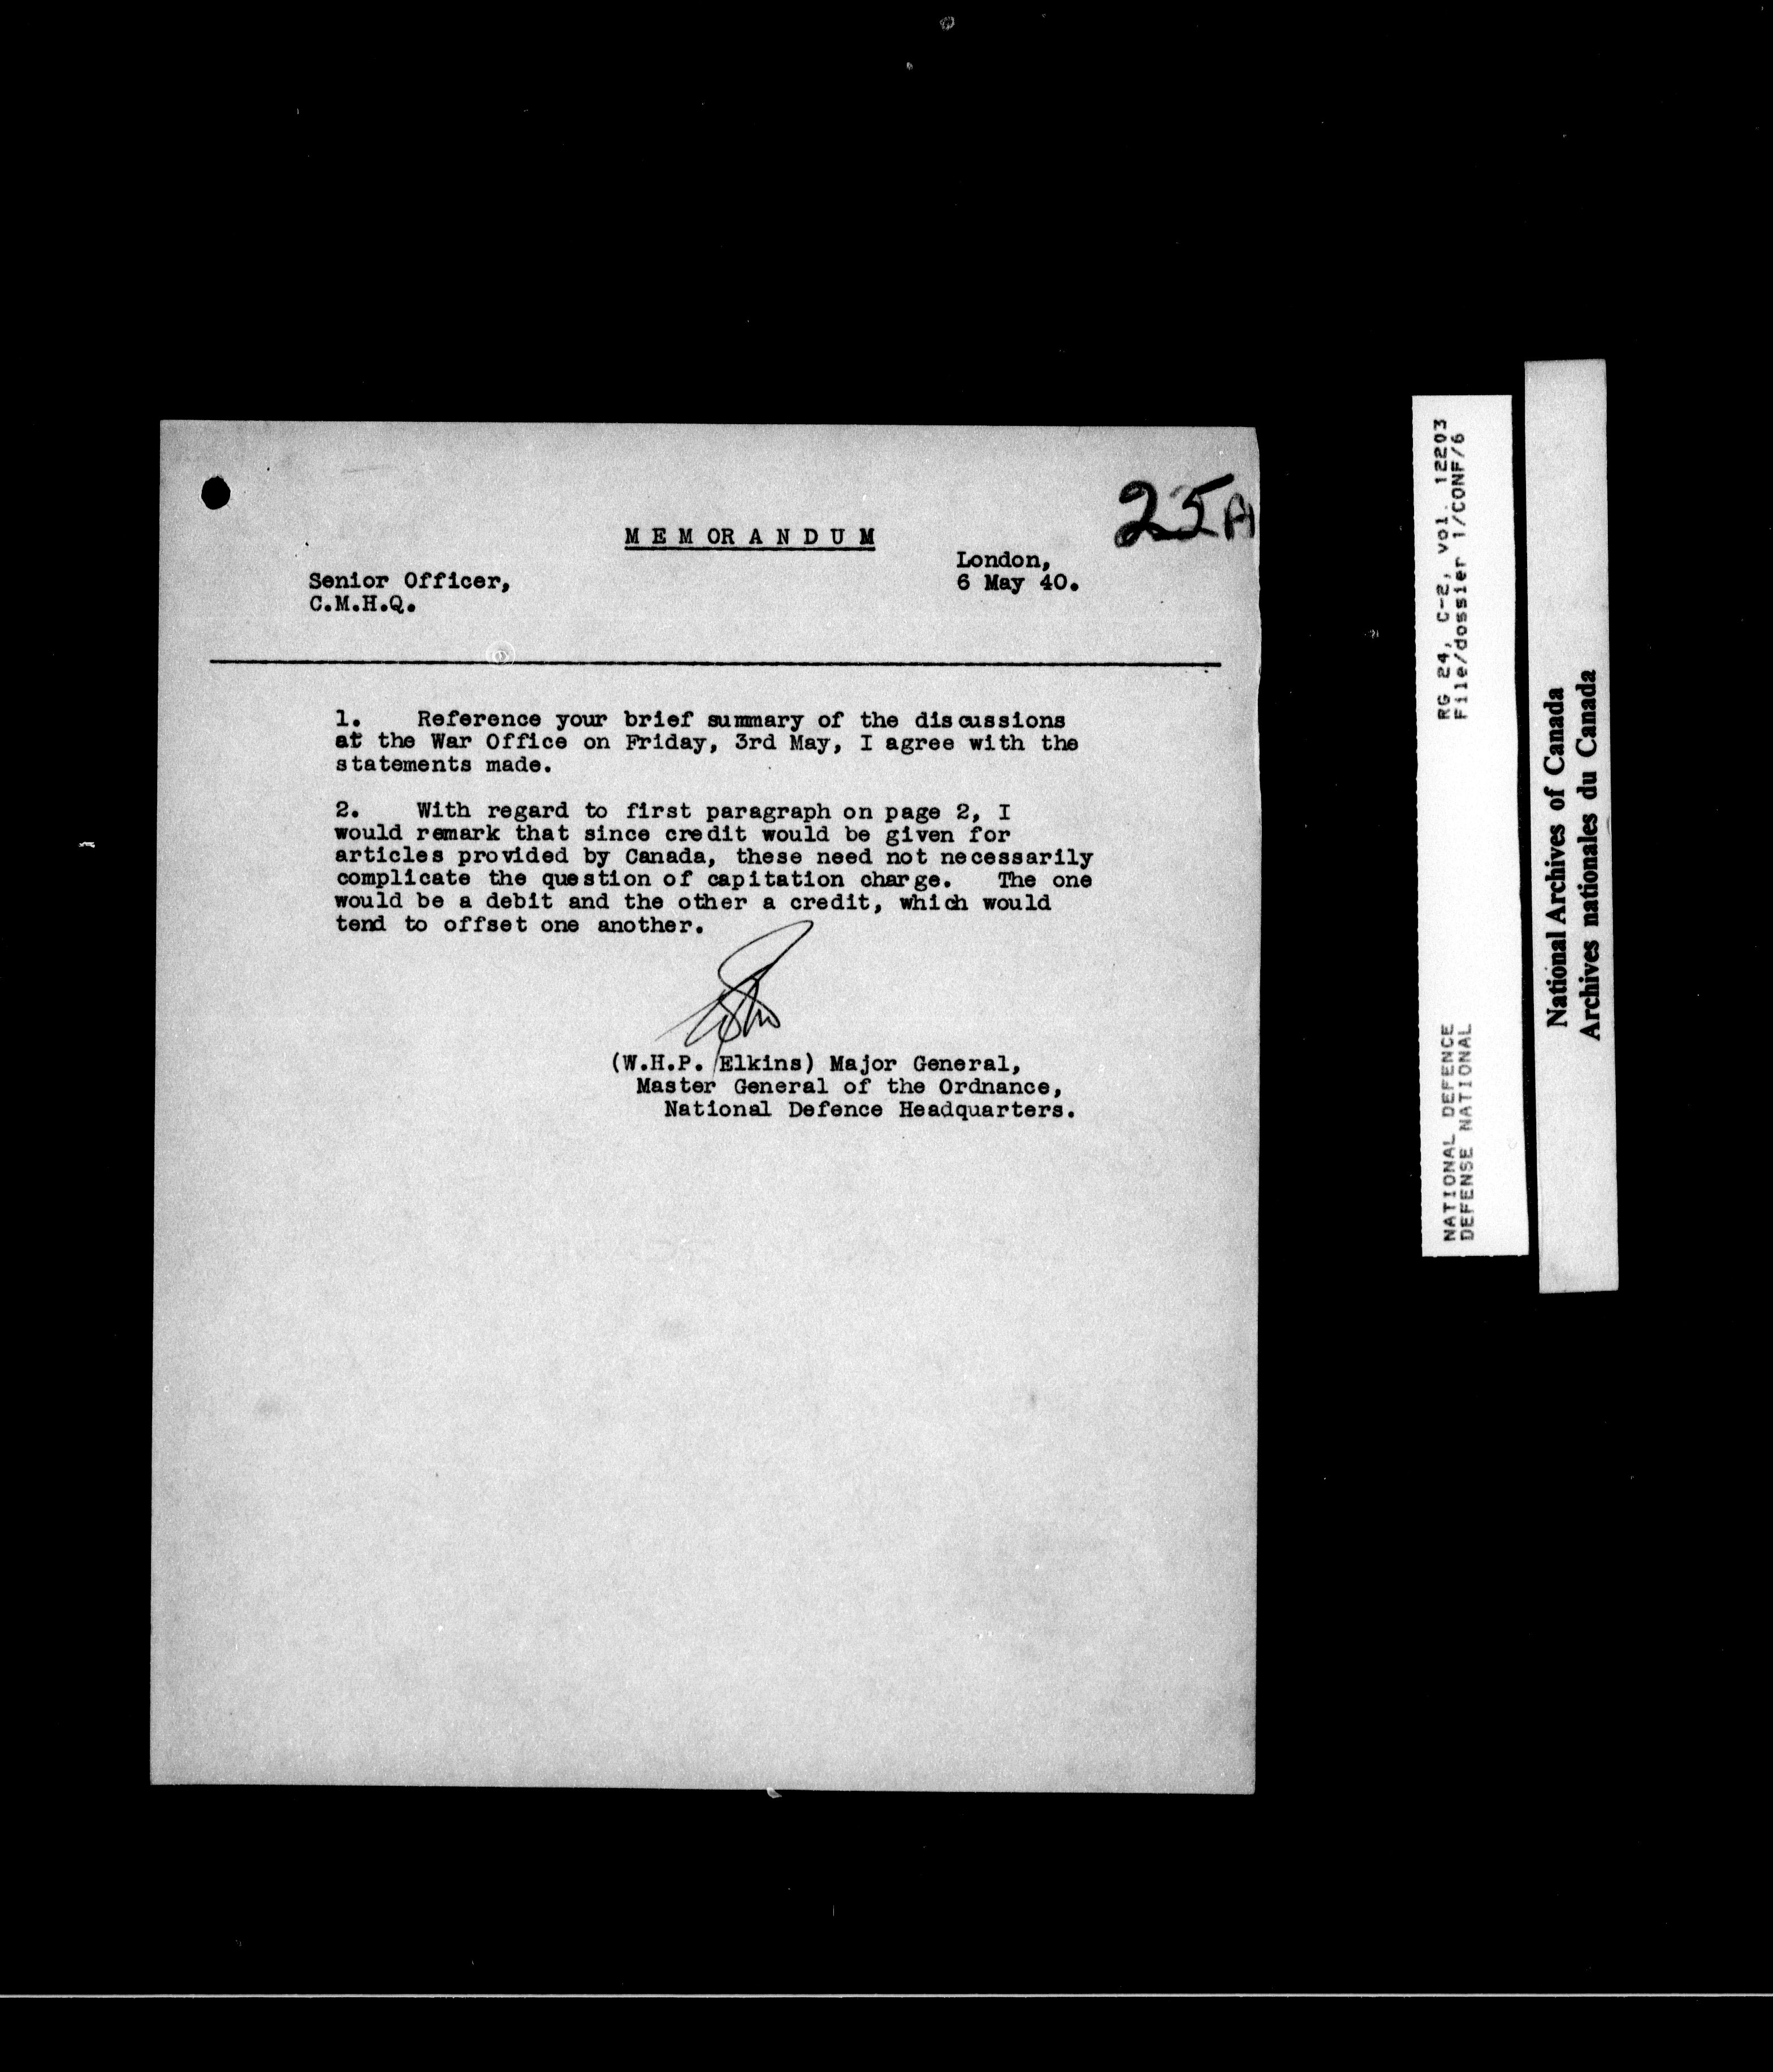 25A
M E M OR A N D U M
London,
6 May 40.
Senior Officer,
C.M.H.Q.
1. Reference your brief summary of the discussions
at the War Office on Friday, 3rd May, I agree with the
statements made.
2. With regard to first paragraph on page 2, I
would remark that since credit would be given for
articles provided by Canada, these need not necessarily
complicate the question of capitation charge. The one
would be a debit and the other a credit, which would
tend to offset one another.
(W.H.P. Elkins) Major General,
Master General of the Ordnance,
National Defence Headquarters.
NATIONAL DEFENCE RG 24, C-2, vol. 12203
DEFENSE NATIONAL File/dossier 1/CONF/6
National Archives of Canada
Archives nationales du Canada